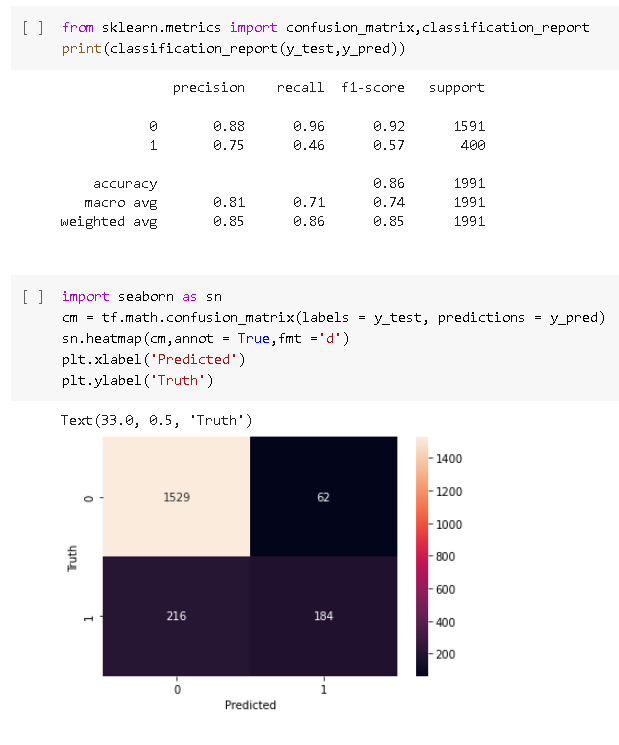 [ ] from sklearn.metrics import confusion_matrix,classification_report
print(classification_report(y_test,y_pred))
precision recall f1-score support
0 0.88 0.96 0.92 1591
1 0.75 0.46 0.57 400
accuracy 0.86 1991
macro avg 0.81 0.71 0.74 1991
weighted avg 0.85 0.86 0.85 1991
[ ] import seaborn as sn
cm = tf.math.confusion_matrix(labels = y_test, predictions = y_pred)
sn.heatmap(cm,annot = True,fmt ='d')
plt.xlabel('Predicted')
plt.ylabel('Truth')
Text(33.0, 0.5, 'Truth')
1400
1200
1000
800
600
400
200
0 1529 62
Truth
1 216 184
0 1
Predicted